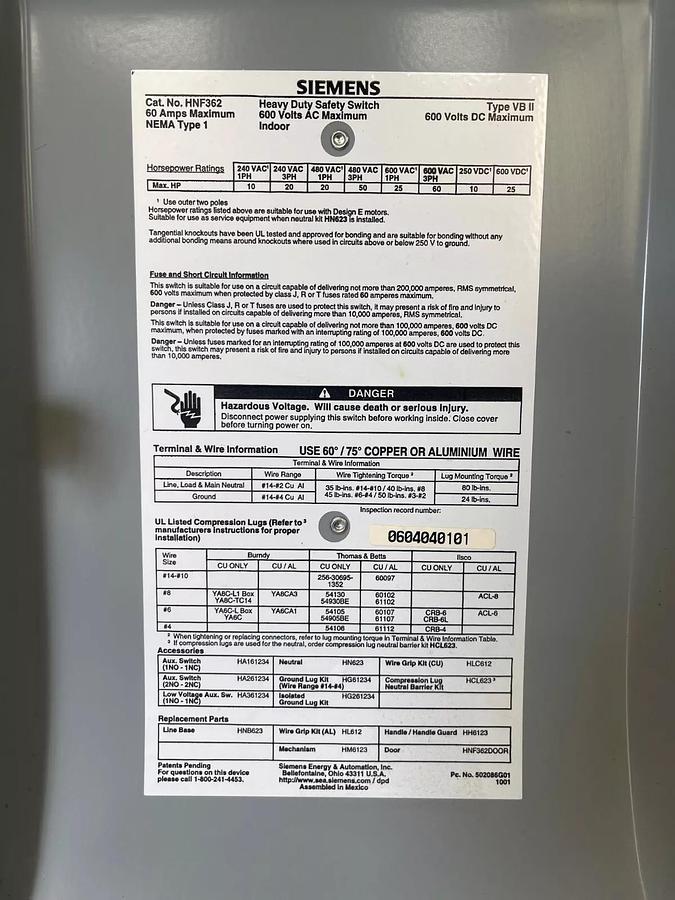 SIEMENS
Cat. No. HNF362
60 Amps Maximum
NEMA Type 1
Heavy Duty Safety Switch
600 Volts AC Maximum
Indoor
Type VB II
600 Volts DC Maximum
Horsepower Ratings 240 VAC¹ 1PH 240 VAC 3PH 480 VAC¹ 1PH 480 VAC 3PH 600 VAC¹ 1PH 600 VAC 3PH 250 VDC¹ 600 VDC¹
Max. HP 10 20 20 50 25 60 10 25
¹ Use outer two poles
Horsepower ratings listed above are suitable for use with Design E motors.
Suitable for use as service equipment when neutral kit HN623 is installed.
Tangential knockouts have been UL tested and approved for bonding and are suitable for bonding without any
additional bonding means around knockouts where used in circuits above or below 250 V to ground.
Fuse and Short Circuit Information
This switch is suitable for use on a circuit capable of delivering not more than 200,000 amperes, RMS symmetrical,
600 volts maximum when protected by class J, R or T fuses rated 60 amperes maximum.
Danger – Unless Class J, R or T fuses are used to protect this switch, it may present a risk of fire and injury to
persons if installed on circuits capable of delivering more than 10,000 amperes, RMS symmetrical.
This switch is suitable for use on a circuit capable of delivering not more than 100,000 amperes, 600 volts DC
maximum, when protected by fuses marked with an interrupting rating of 100,000 amperes, 600 volts DC.
Danger – Unless fuses marked for an interrupting rating of 100,000 amperes at 600 volts DC are used to protect this
switch, this switch may present a risk of fire and injury to persons if installed on circuits capable of delivering more
than 10,000 amperes.
DANGER
Hazardous Voltage. Will cause death or serious injury.
Disconnect power supplying this switch before working inside. Close cover
before turning power on.
Terminal & Wire Information USE 60° / 75° COPPER OR ALUMINIUM WIRE
Terminal & Wire Information
Description Wire Range Wire Tightening Torque ² Lug Mounting Torque ²
Line, Load & Main Neutral #14-#2 Cu Al 35 lb-ins. #14-#10 / 40 lb-ins. #8 80 lb-ins.
Ground #14-#4 Cu Al 45 lb-ins. #6-#4 / 50 lb-ins. #3-#2 24 lb-ins.
Inspection record number:
0604040101
UL Listed Compression Lugs (Refer to ³
manufacturers instructions for proper
installation)
Wire Size Burndy Thomas & Betts Ilsco
CU ONLY CU / AL CU ONLY CU / AL CU ONLY CU / AL
#14-#10 256-30695-1352 60097
#8 YA8C-L1 Box YA8CA3 54130 60102 ACL-8
YA8C-TC14 54930BE 61102
#6 YA6C-L Box YA6CA1 54105 60107 CRB-6 ACL-6
YA6C 54905BE 61107 CRB-6L
#4 54106 61112 CRB-4
² When tightening or replacing connectors, refer to lug mounting torque in Terminal & Wire Information Table.
³ If compression lugs are used for the neutral, order compression lug neutral barrier kit HCL623.
Accessories
Aux. Switch (1NO - 1NC) HA161234 Neutral HN623 Wire Grip Kit (CU) HLC612
Aux. Switch (2NO - 2NC) HA261234 Ground Lug Kit (Wire Range #14-#4) HG61234 Compression Lug Neutral Barrier Kit HCL623 ³
Low Voltage Aux. Sw. (1NO - 1NC) HA361234 Isolated Ground Lug Kit HG261234
Replacement Parts
Line Base HNB623 Wire Grip Kit (AL) HL612 Handle / Handle Guard HH6123
Mechanism HM6123 Door HNF362DOOR
Patents Pending
For questions on this device
please call 1-800-241-4453.
Siemens Energy & Automation, Inc.
Bellefontaine, Ohio 43311 U.S.A.
http://www.sea.siemens.com / dpd
Assembled in Mexico
Pc. No. 502086G01
1001